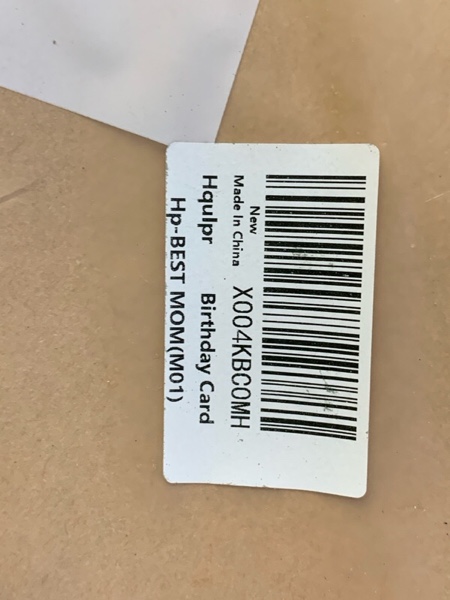 X004KBC0MH
New
Made In China
Hqulpr Birthday Card
Hp-BEST MOM(M01)